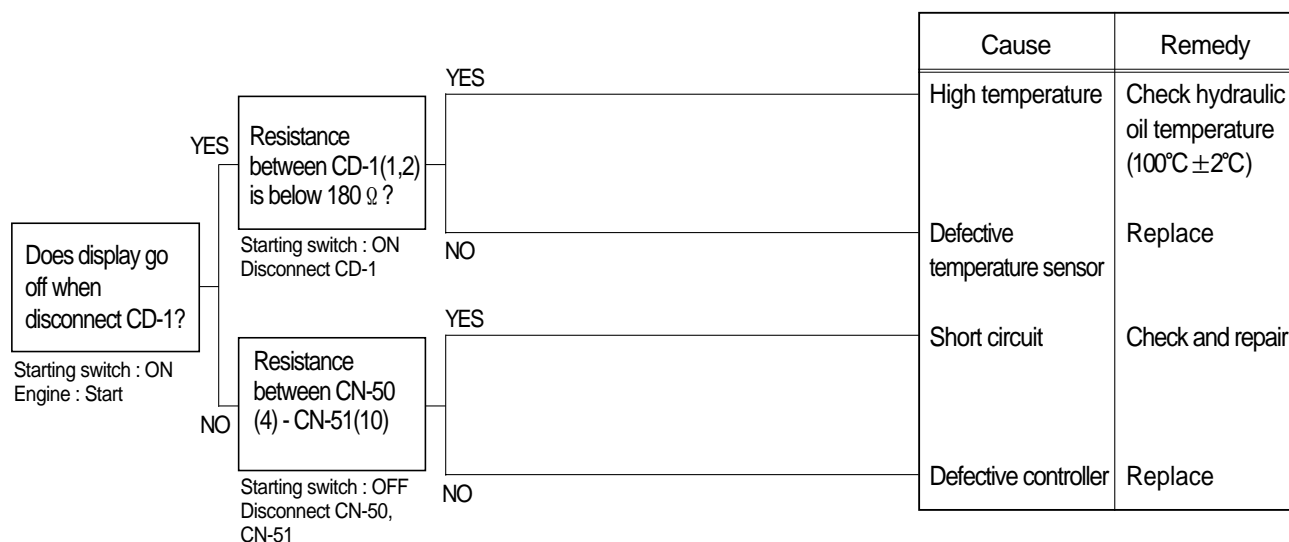 Does display go
off when
disconnect CD-1?
Starting switch : ON
Engine : Start
YES
Resistance
between CD-1(1,2)
is below 180 Ω ?
Starting switch : ON
Disconnect CD-1
NO
Resistance
between CN-50
(4) - CN-51(10)
Starting switch : OFF
Disconnect CN-50,
CN-51
YES
NO
YES
NO
Cause Remedy
High temperature Check hydraulic
oil temperature
(100°C ±2°C)
Defective Replace
temperature sensor
Short circuit Check and repair
Defective controller Replace